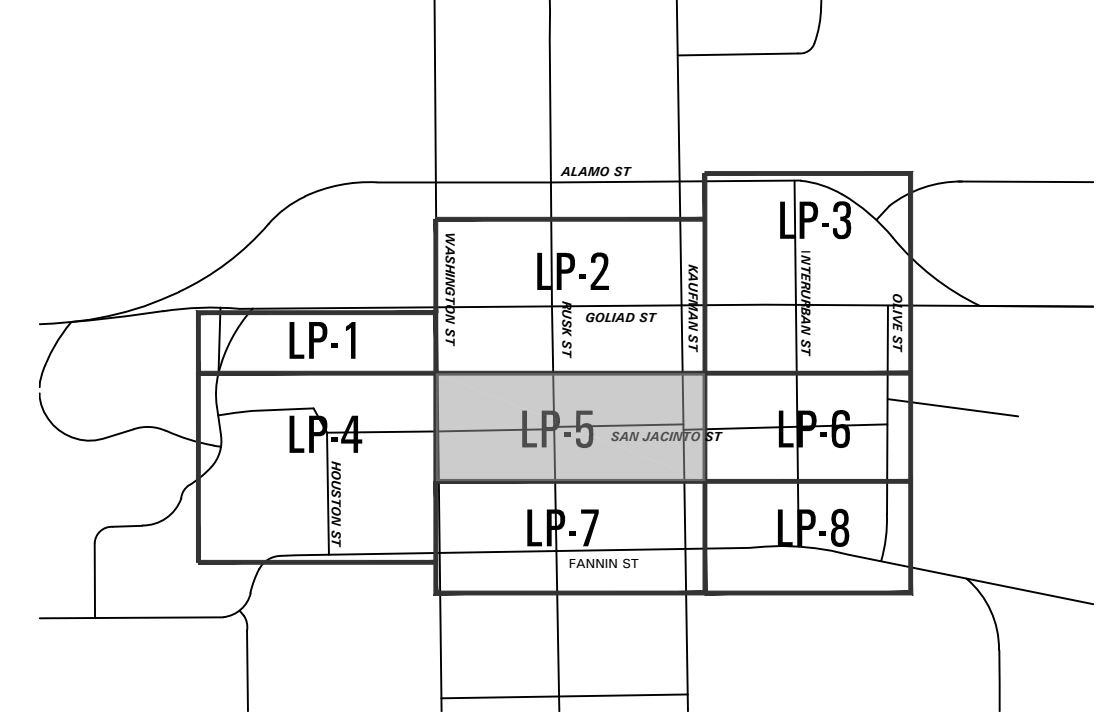 ALAMO ST
LP-3
WASHINGTON ST
LP-2
KAUFMAN ST
INTERURBAN ST
OLIVE ST
RUSK ST
GOLIAD ST
LP-1
LP-4
LP-5
SAN JACINTO ST
LP-6
HOUSTON ST
LP-7
LP-8
FANNIN ST